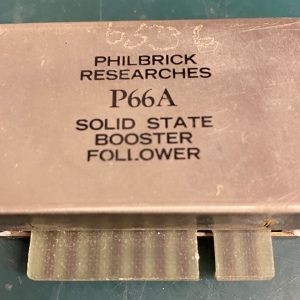 PHILBRICK
RESEARCHES
P66A
SOLID STATE
BOOSTER
FOLLOWER